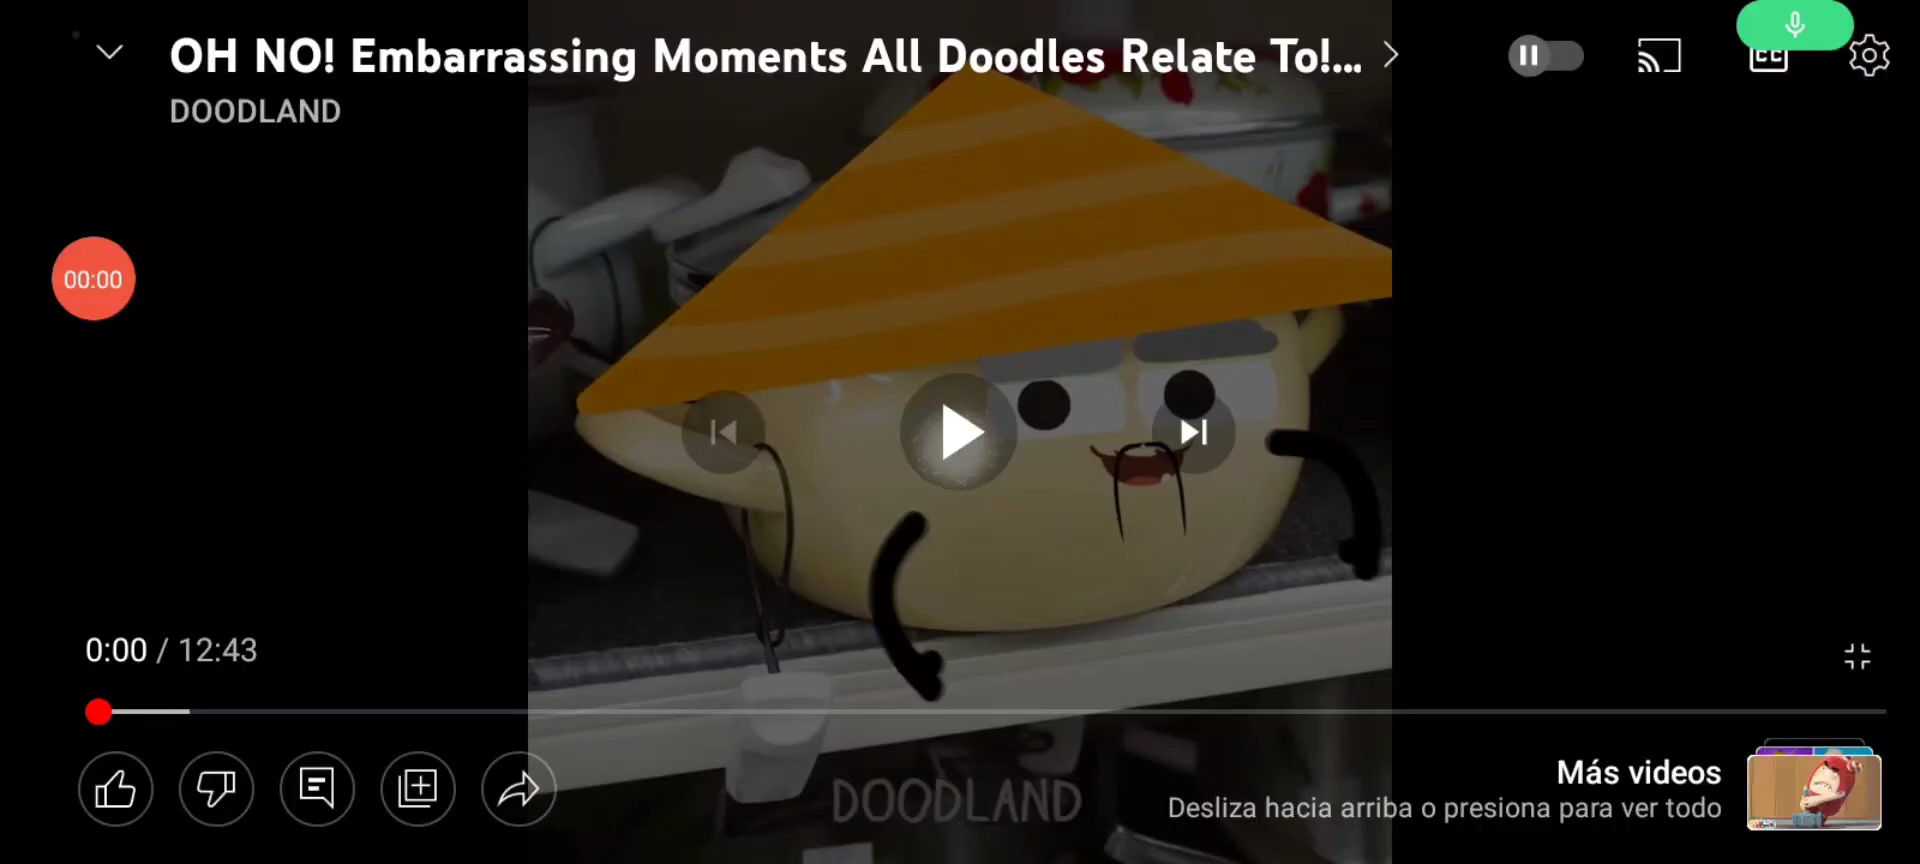 OH NO! Embarrassing Moments All Doodles Relate To!...
DOODLAND
CC
00:00
0:00 / 12:43
Más videos
Desliza hacia arriba o presiona para ver todo
DOODLAND